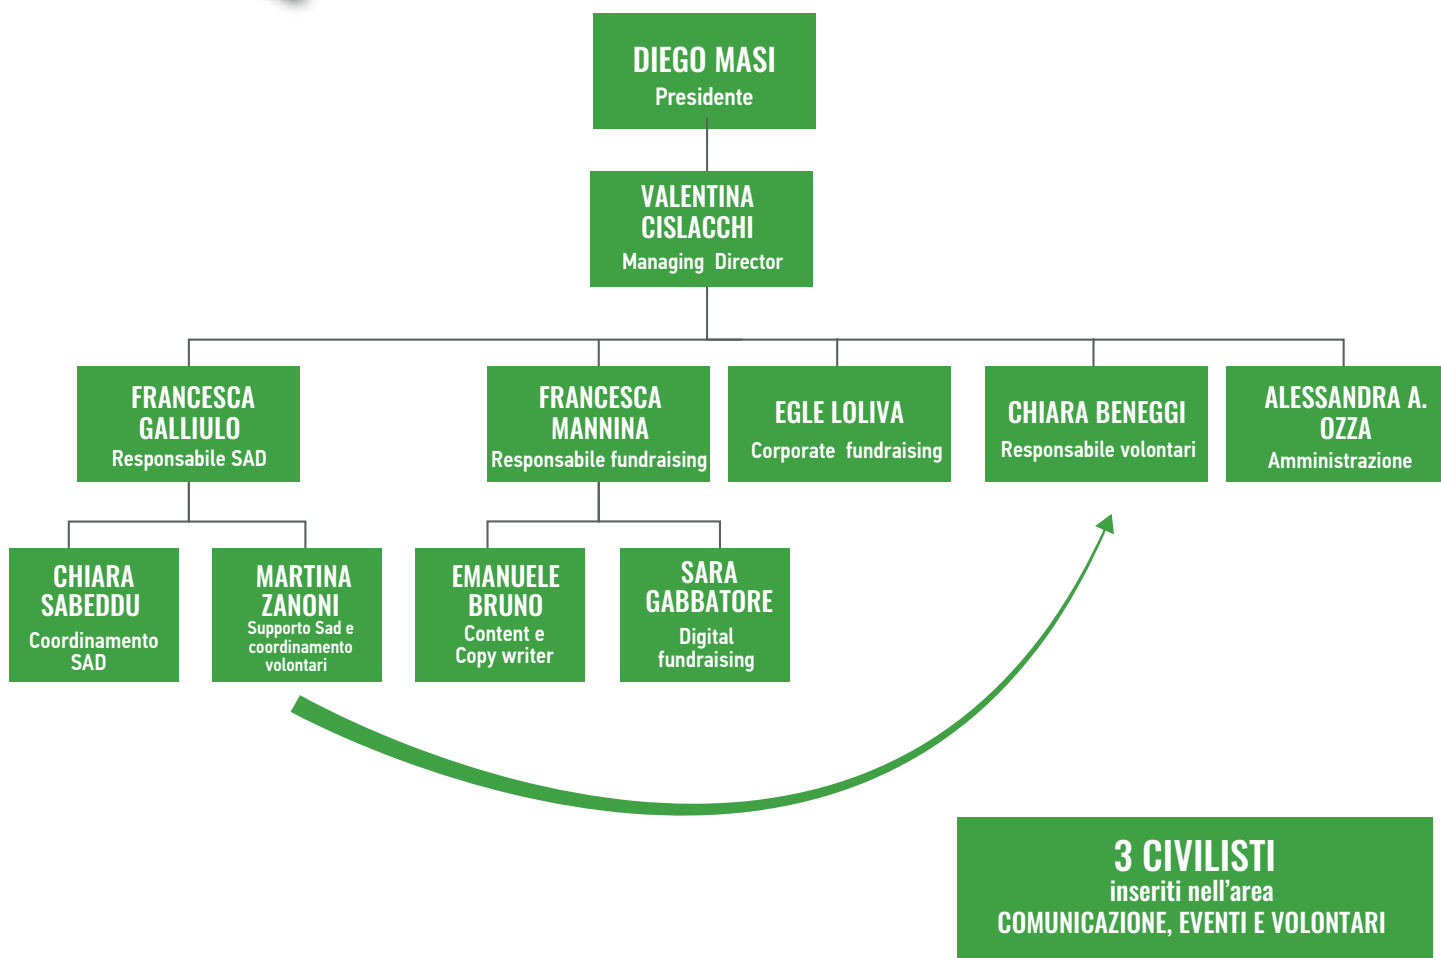 DIEGO MASI
Presidente
VALENTINA
CISLACCHI
Managing Director
FRANCESCA
GALLIULO
Responsabile SAD
FRANCESCA
MANNINA
Responsabile fundraising
EGLE LOLIVA
Corporate fundraising
CHIARA BENEGGI
Responsabile volontari
ALESSANDRA A.
OZZA
Amministrazione
CHIARA
SABEDDU
Coordinamento
SAD
MARTINA
ZANONI
Supporto Sad e
coordinamento
volontari
EMANUELE
BRUNO
Content e
Copy writer
SARA
GABBATORE
Digital
fundraising
3 CIVILISTI
inseriti nell’area
COMUNICAZIONE, EVENTI E VOLONTARI